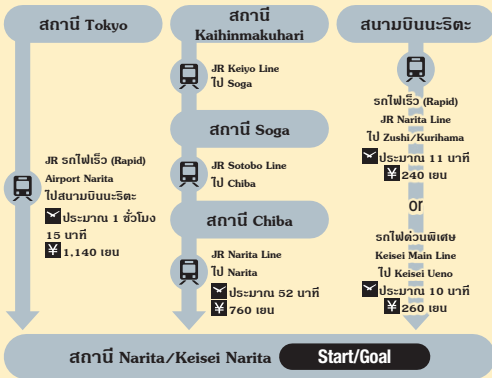 สถานี Tokyo
JR รถไฟเร็ว (Rapid)
Airport Narita
ไปสนามบินนะริตะ
ประมาณ 1 ชั่วโมง
15 นาที
¥ 1,140 เยน
สถานี
Kaihinmakuhari
JR Keiyo Line
ไป Soga
สถานี Soga
JR Sotobo Line
ไป Chiba
สถานี Chiba
JR Narita Line
ไป Narita
ประมาณ 52 นาที
¥ 760 เยน
สนามบินนะริตะ
รถไฟเร็ว (Rapid)
JR Narita Line
ไป Zushi/Kurihama
ประมาณ 11 นาที
¥ 240 เยน
or
รถไฟด่วนพิเศษ
Keisei Main Line
ไป Keisei Ueno
ประมาณ 10 นาที
¥ 260 เยน
สถานี Narita/Keisei Narita Start/Goal